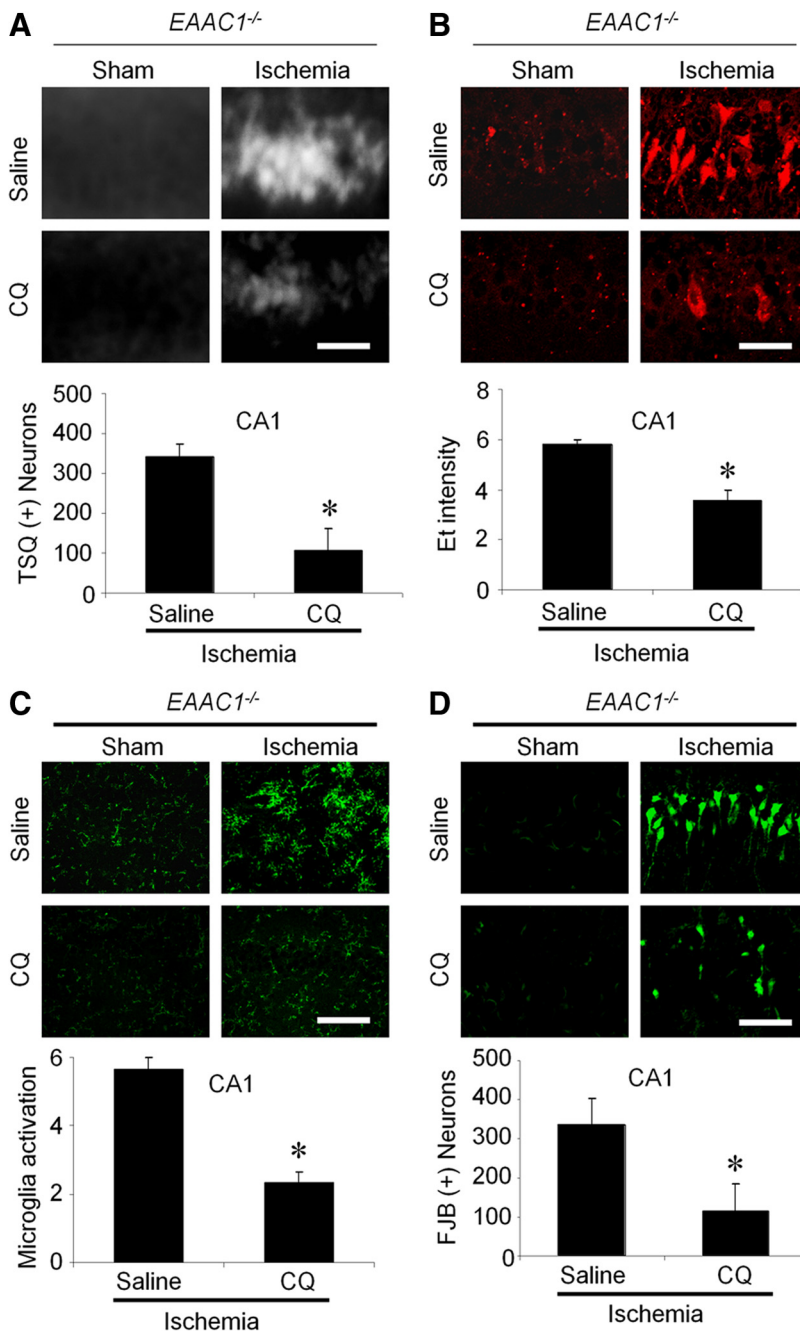 A
EAAC1-/-
Sham Ischemia
Saline
CQ
TSQ (+) Neurons
500
400
300
200
100
0
CA1
*
Saline CQ
Ischemia
B
EAAC1-/-
Sham Ischemia
Saline
CQ
Et intensity
8
6
4
2
0
CA1
*
Saline CQ
Ischemia
C
EAAC1-/-
Sham Ischemia
Saline
CQ
Microglia activation
6
4
2
0
CA1
*
Saline CQ
Ischemia
D
EAAC1-/-
Sham Ischemia
Saline
CQ
FJB (+) Neurons
500
400
300
200
100
0
CA1
*
Saline CQ
Ischemia